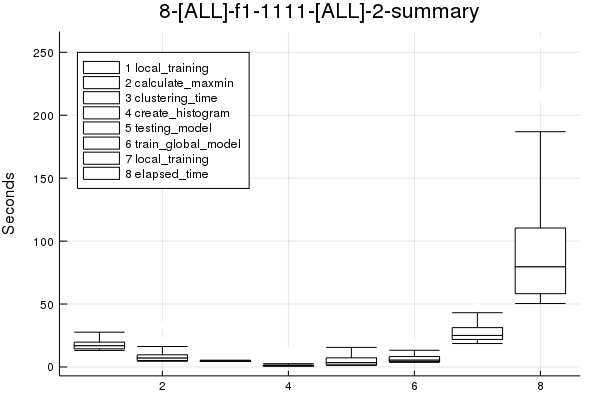 8-[ALL]-f1-1111-[ALL]-2-summary
250
200
150
100
50
0
Seconds
1 local_training
2 calculate_maxmin
3 clustering_time
4 create_histogram
5 testing_model
6 train_global_model
7 local_training
8 elapsed_time
2 4 6 8